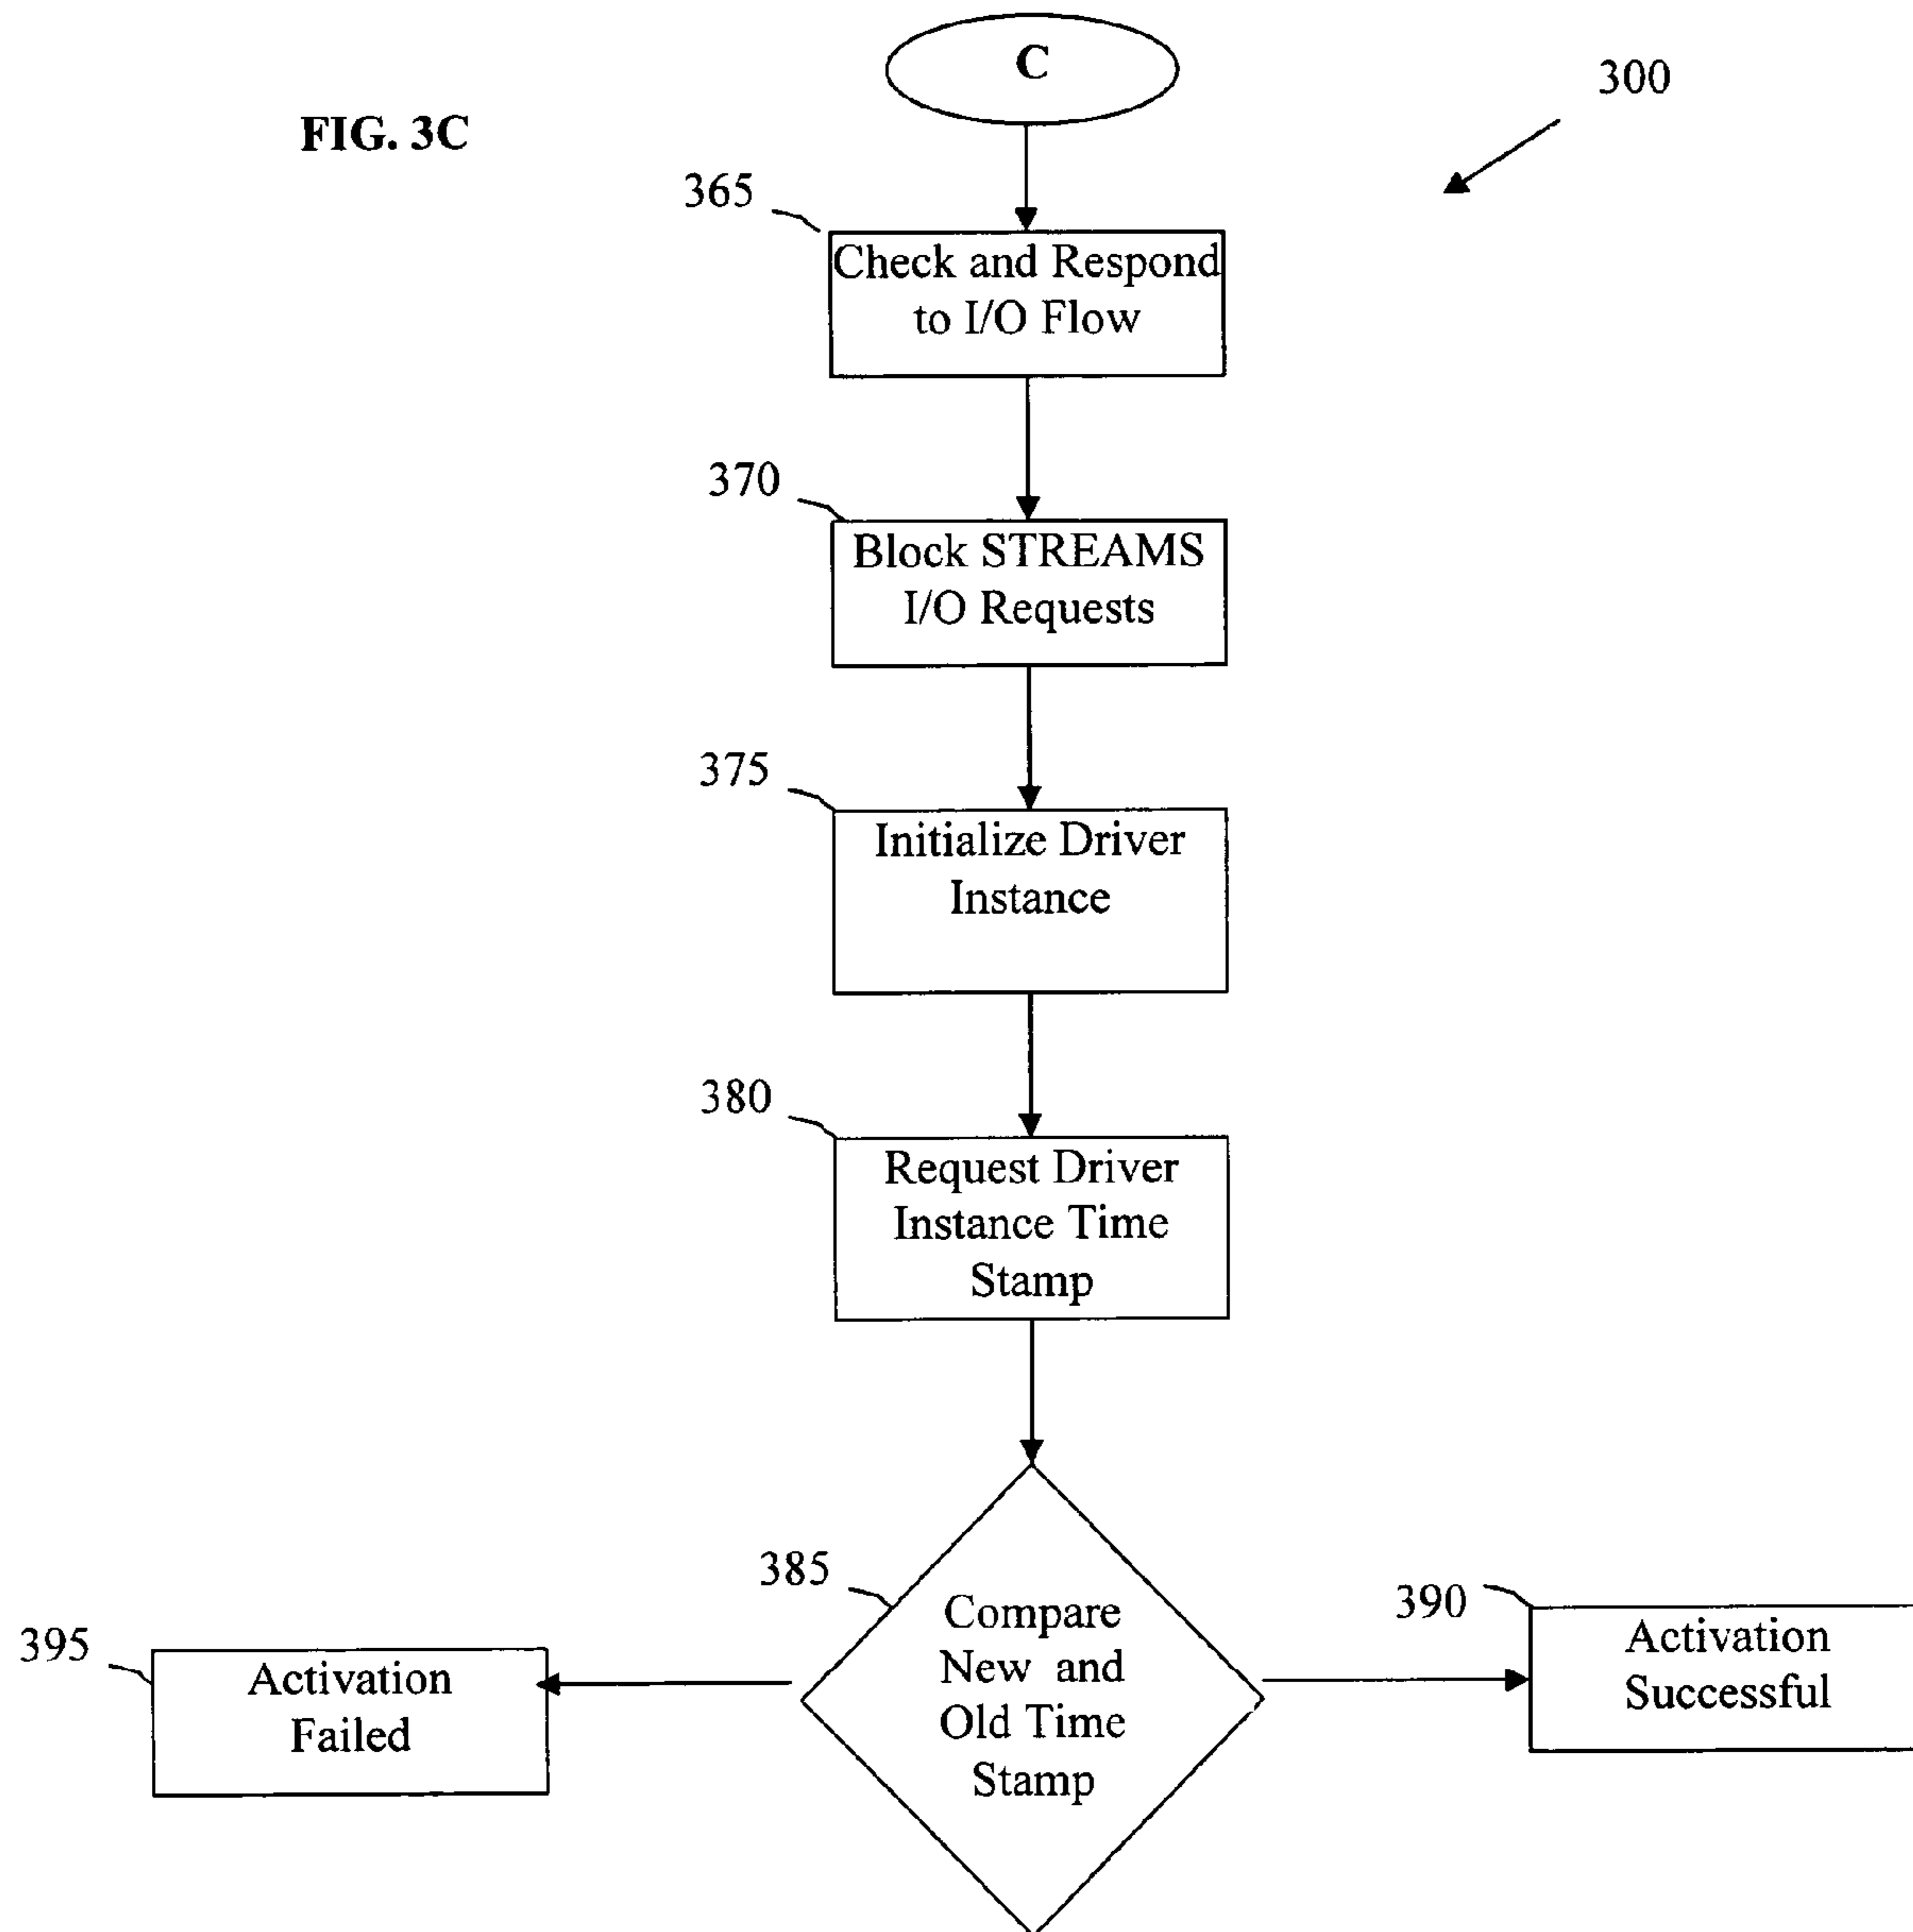 C
300
FIG. 3C
365
Check and Respond
to I/O Flow
370
Block STREAMS
I/O Requests
375
Initialize Driver
Instance
380
Request Driver
Instance Time
Stamp
385
Compare
New and
Old Time
Stamp
390
Activation
Successful
395
Activation
Failed